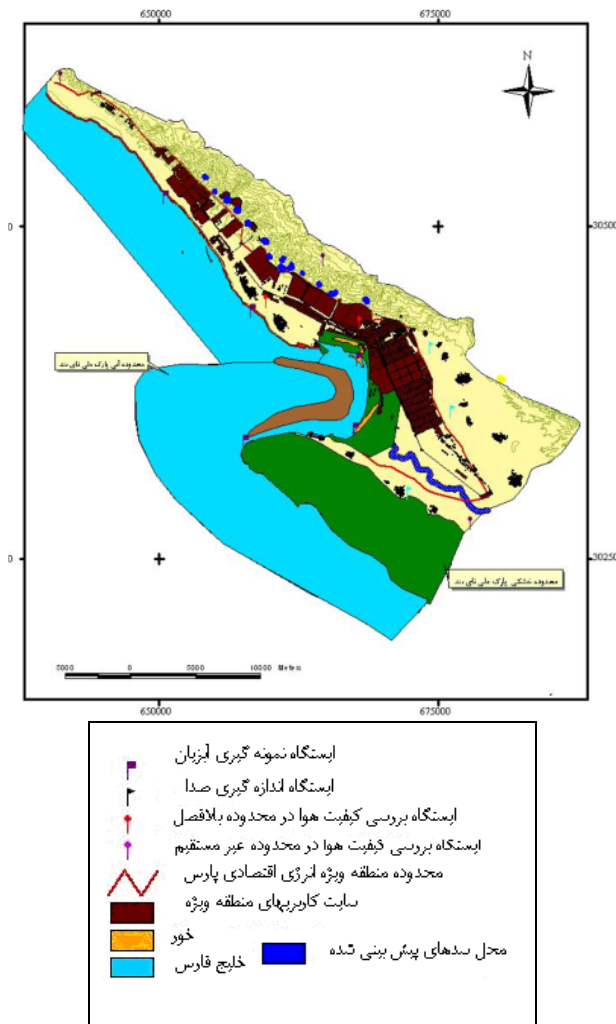 650000 675000
N
30500
محدوده آبی پارک ملی نای بند
محدوده خشکی پارک ملی نای بند
30250
5000 0 5000 10000 Meters
650000 675000
ایستگاه نمونه گیری آبزیان
ایستگاه اندازه گیری صدا
ایستگاه بررسی کیفیت هوا در محدوده بلافصل
ایستگاه بررسی کیفیت هوا در محدوده غیر مستقیم
محدوده منطقه ویژه انرژی اقتصادی پارس
سایت کاربریهای منطقه ویژه
خور
خلیج فارس
محل سدهای پیش بینی شده